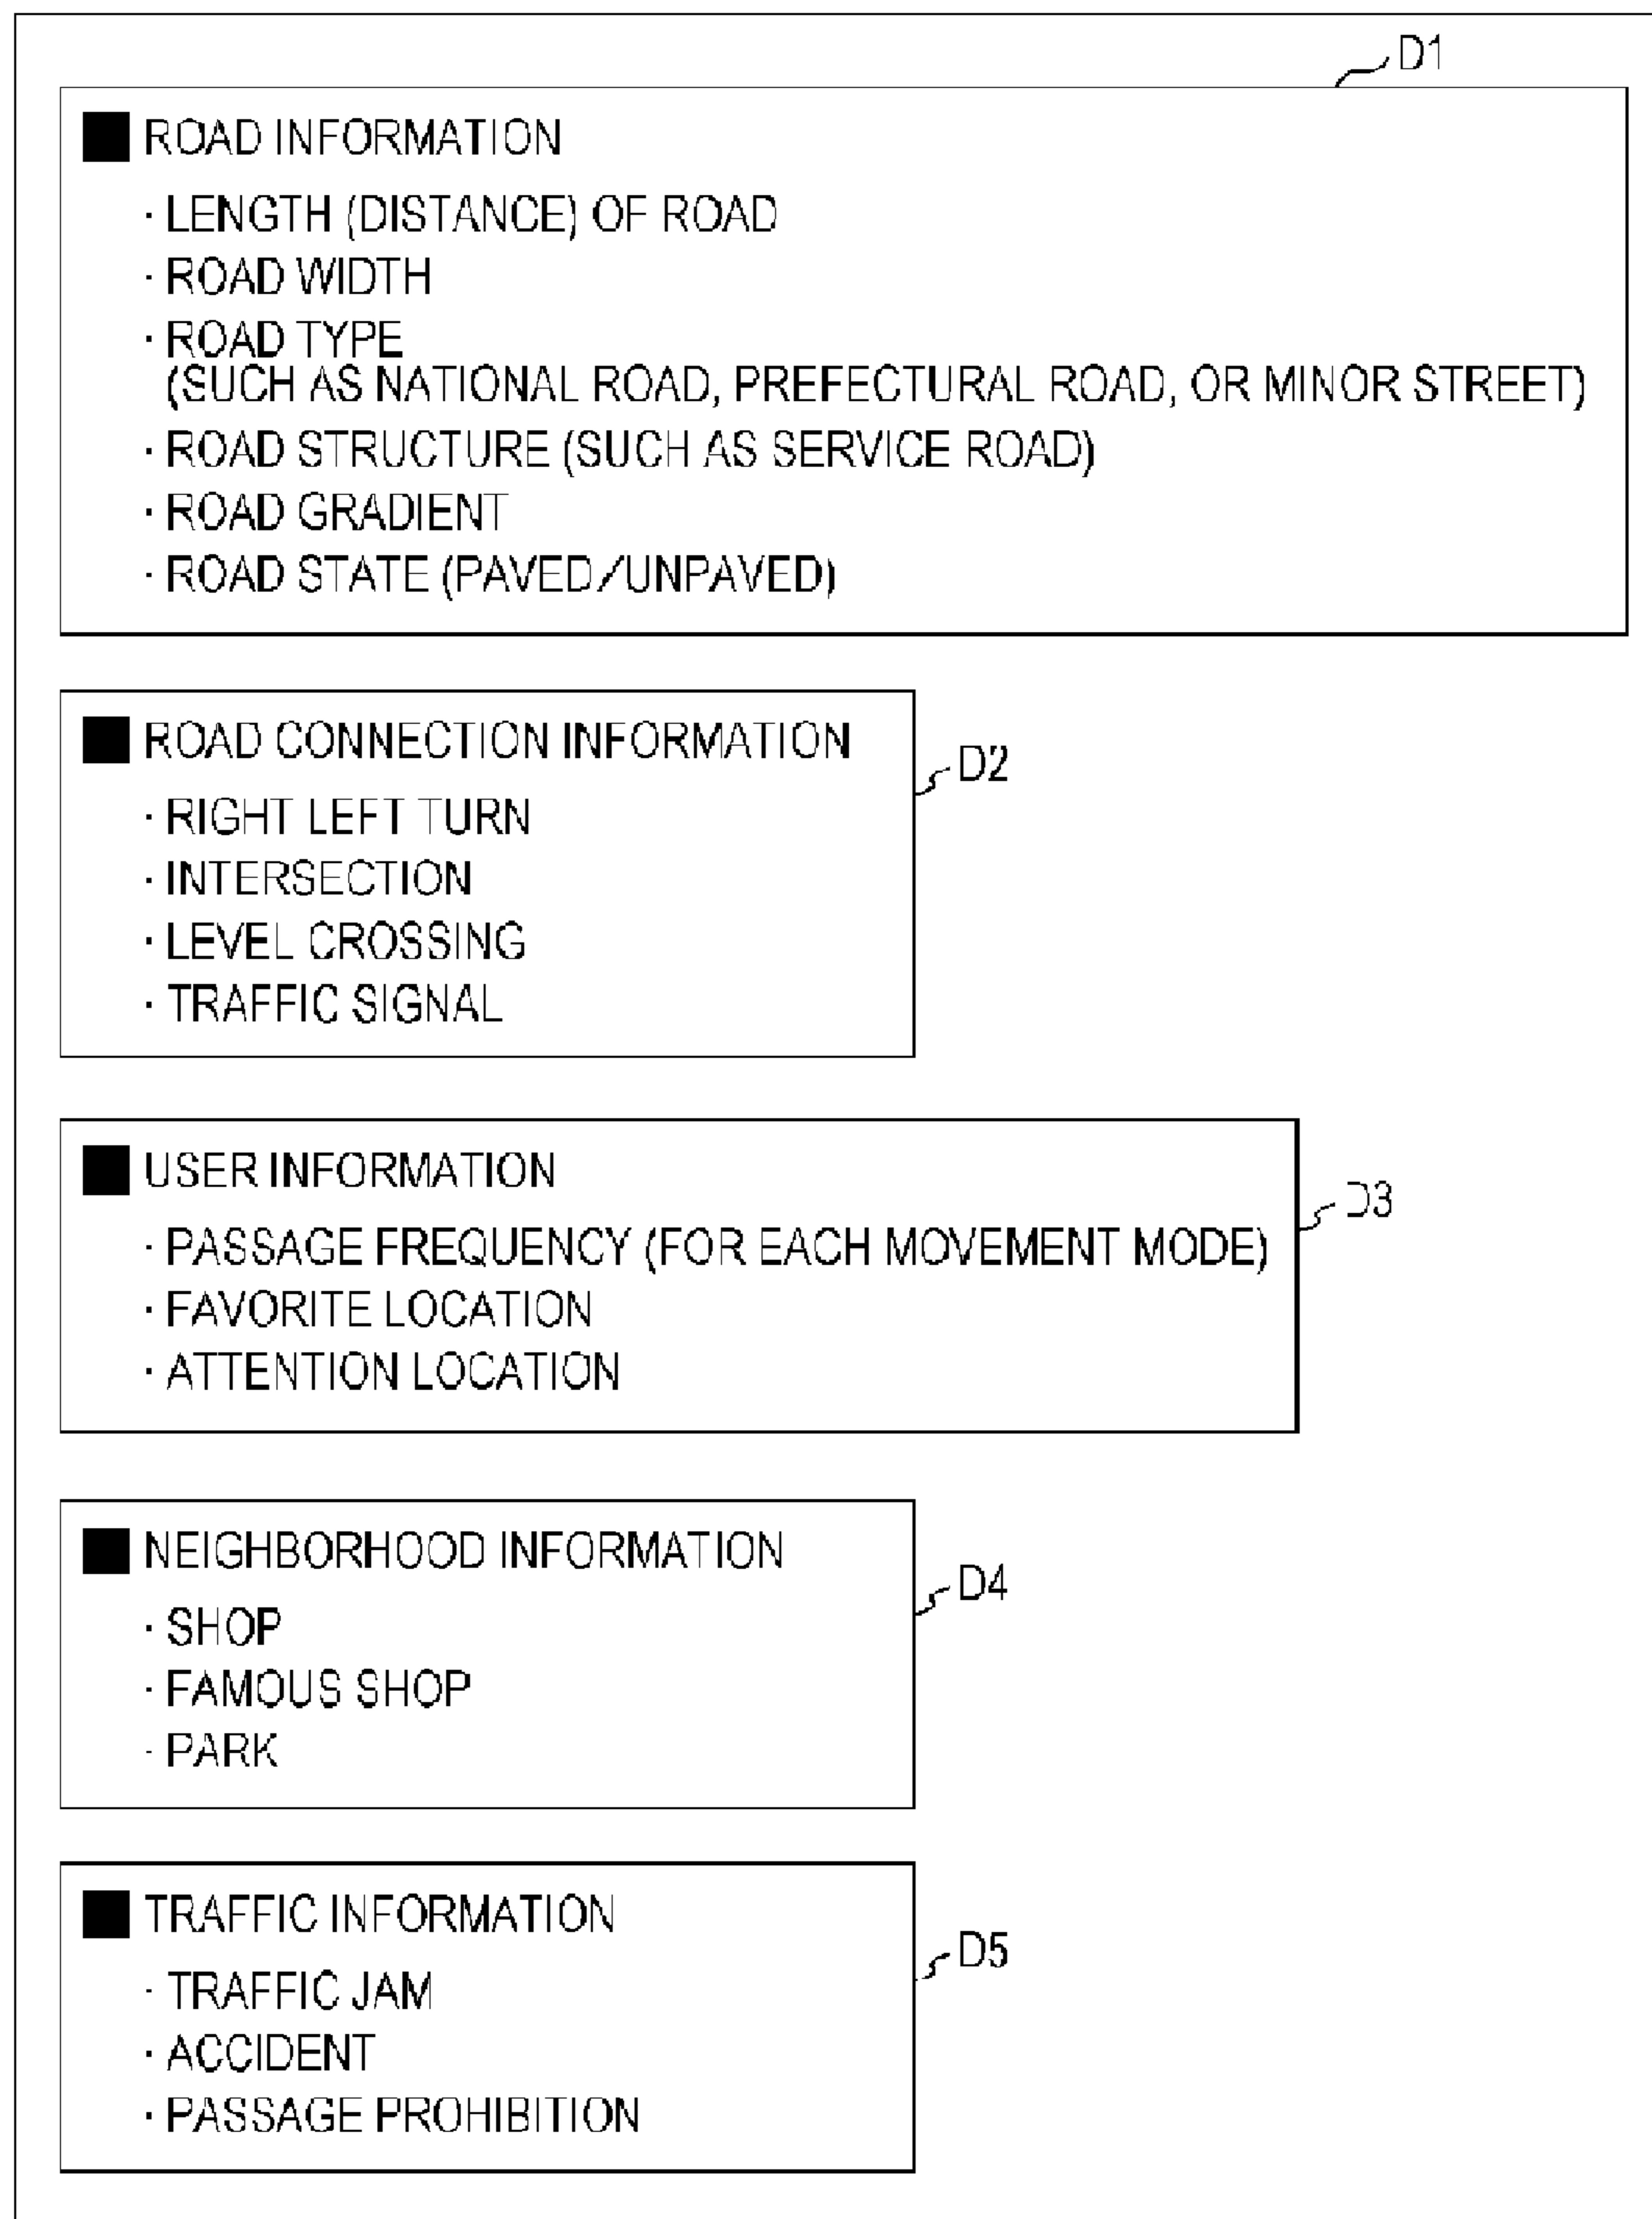 D1
■ ROAD INFORMATION
· LENGTH (DISTANCE) OF ROAD
· ROAD WIDTH
· ROAD TYPE
(SUCH AS NATIONAL ROAD, PREFECTURAL ROAD, OR MINOR STREET)
· ROAD STRUCTURE (SUCH AS SERVICE ROAD)
· ROAD GRADIENT
· ROAD STATE (PAVED/UNPAVED)
■ ROAD CONNECTION INFORMATION
D2
· RIGHT LEFT TURN
· INTERSECTION
· LEVEL CROSSING
· TRAFFIC SIGNAL
■ USER INFORMATION
D3
· PASSAGE FREQUENCY (FOR EACH MOVEMENT MODE)
· FAVORITE LOCATION
· ATTENTION LOCATION
■ NEIGHBORHOOD INFORMATION
D4
· SHOP
· FAMOUS SHOP
· PARK
■ TRAFFIC INFORMATION
D5
· TRAFFIC JAM
· ACCIDENT
· PASSAGE PROHIBITION